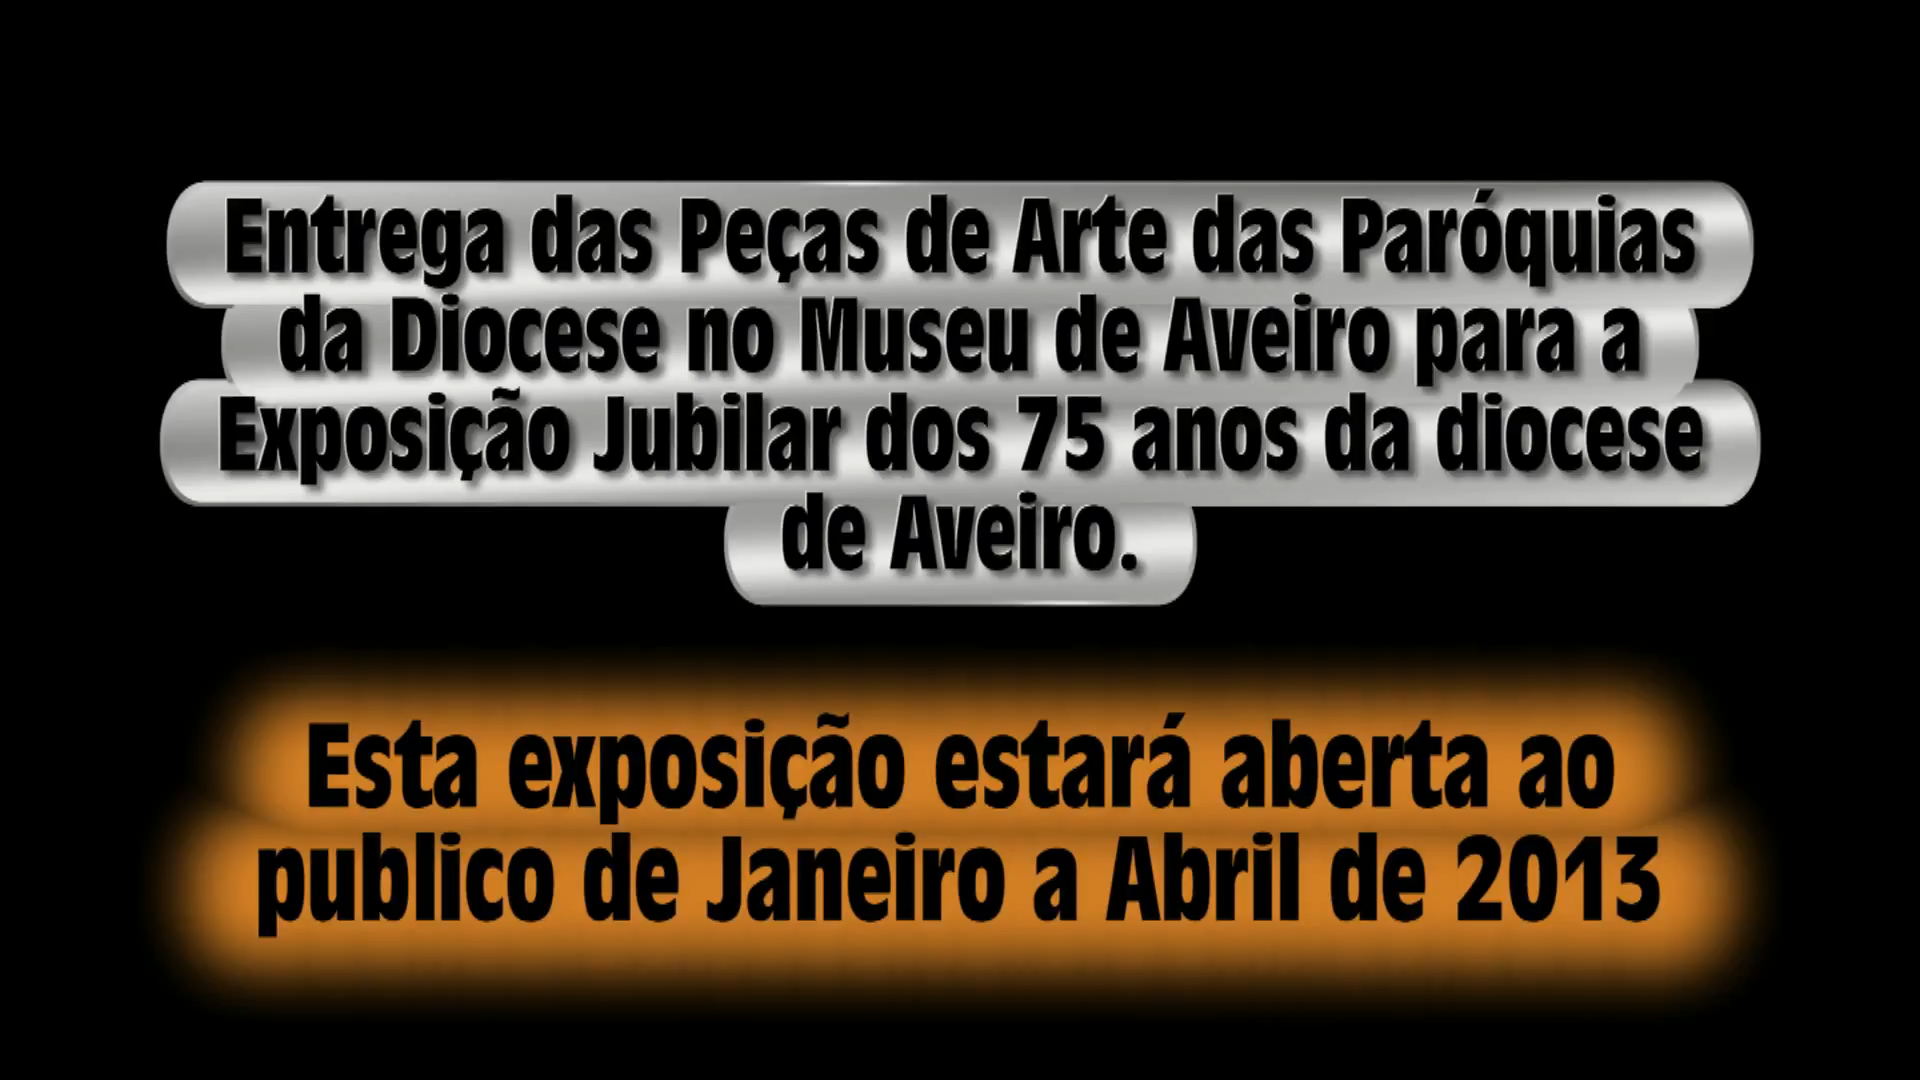 Entrega das Peças de Arte das Paróquias
da Diocese no Museu de Aveiro para a
Exposição Jubilar dos 75 anos da diocese
de Aveiro.
Esta exposição estará aberta ao
publico de Janeiro a Abril de 2013